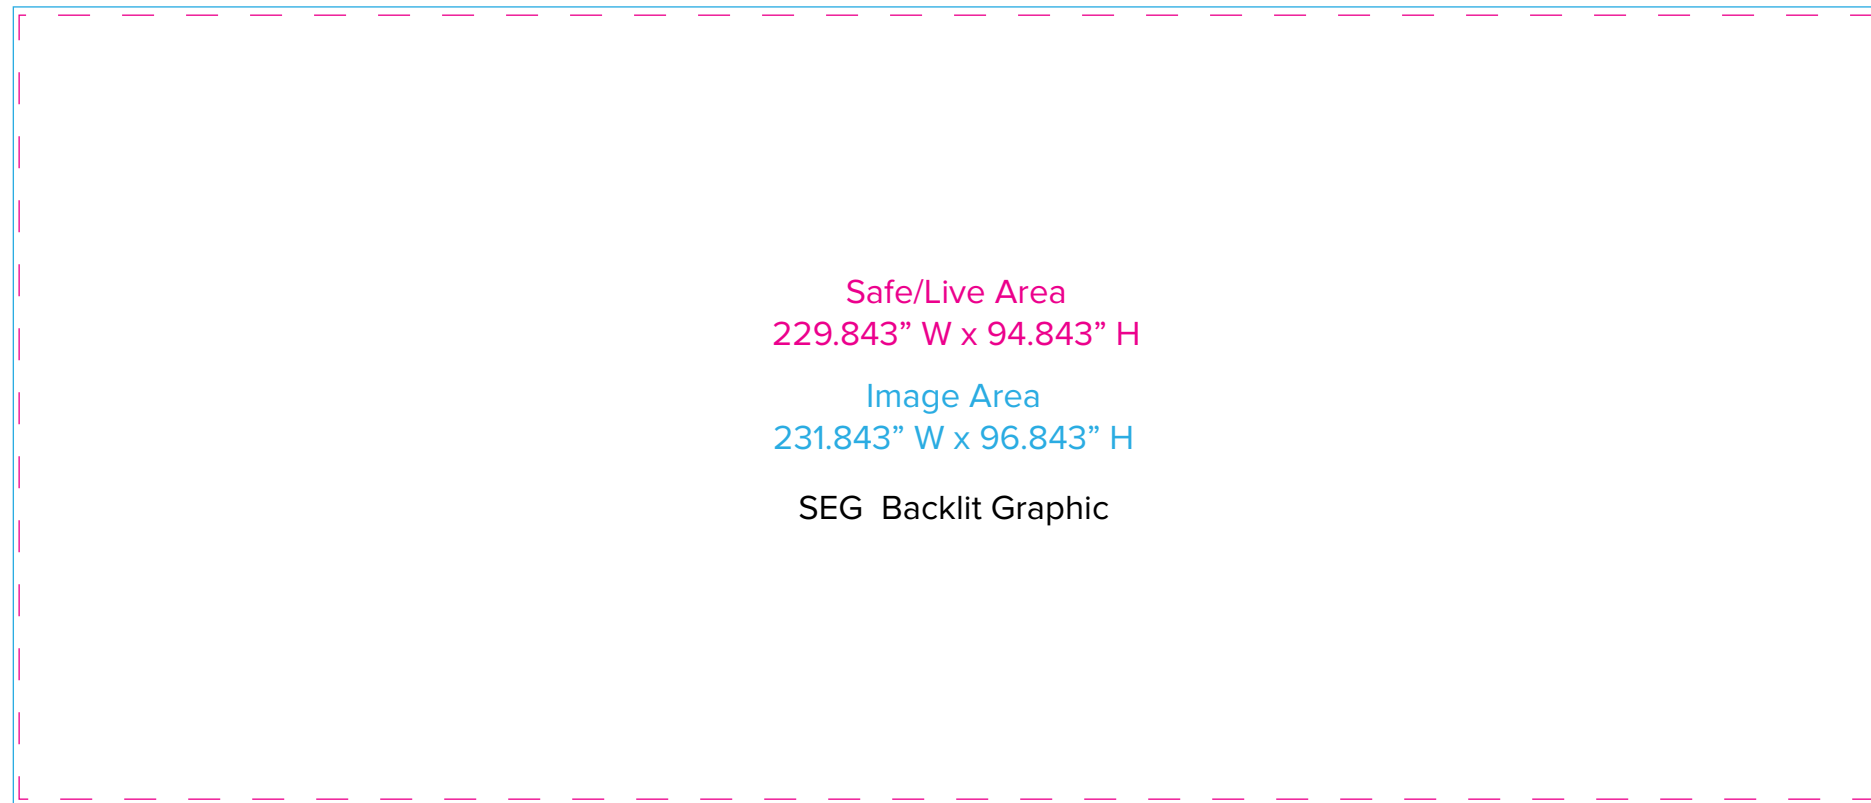 Safe/Live Area
229.843” W x 94.843” H
Image Area
231.843” W x 96.843” H
SEG  Backlit Graphic